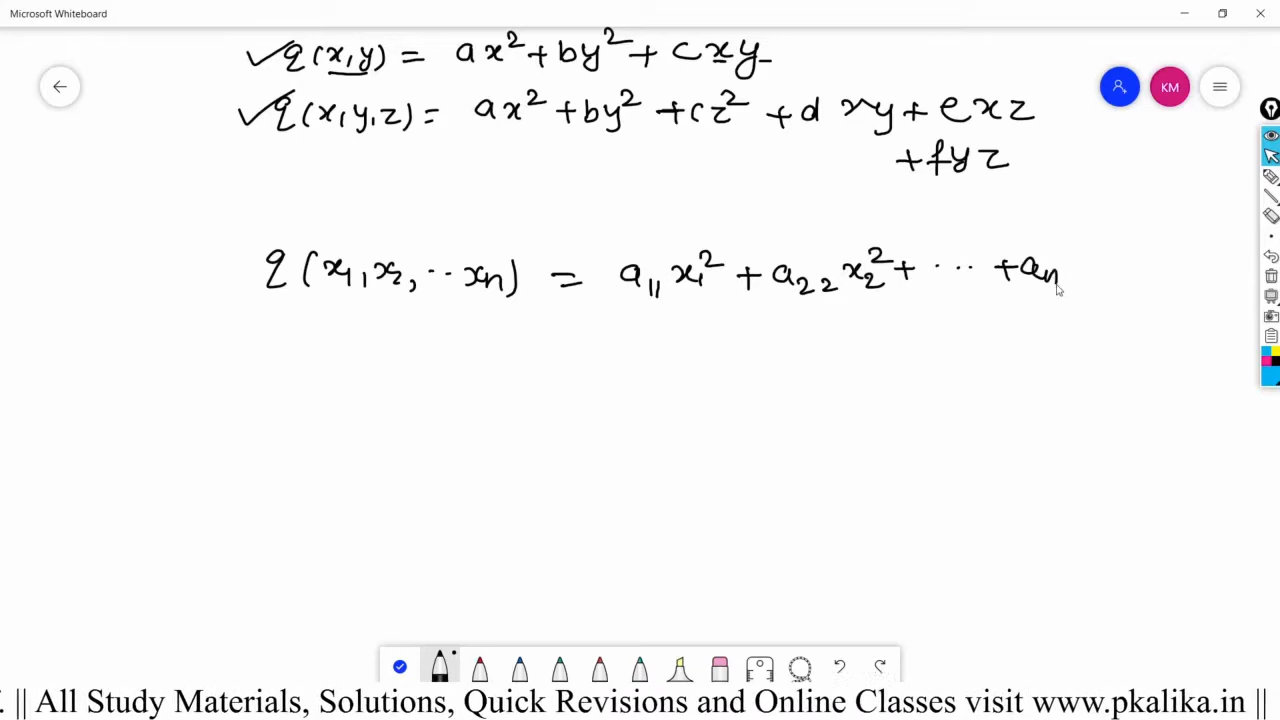 Microsoft Whiteboard
✓ q(x,y) = ax² + by² + cxy
✓ q(x,y,z) = ax² + by² + cz² + dxy + exz
+ fyz
KM
q(x₁,x₂,..xₙ) = a₁₁x₁² + a₂₂x₂² + ..... + aₙ
. || All Study Materials, Solutions, Quick Revisions and Online Classes visit www.pkalika.in ||